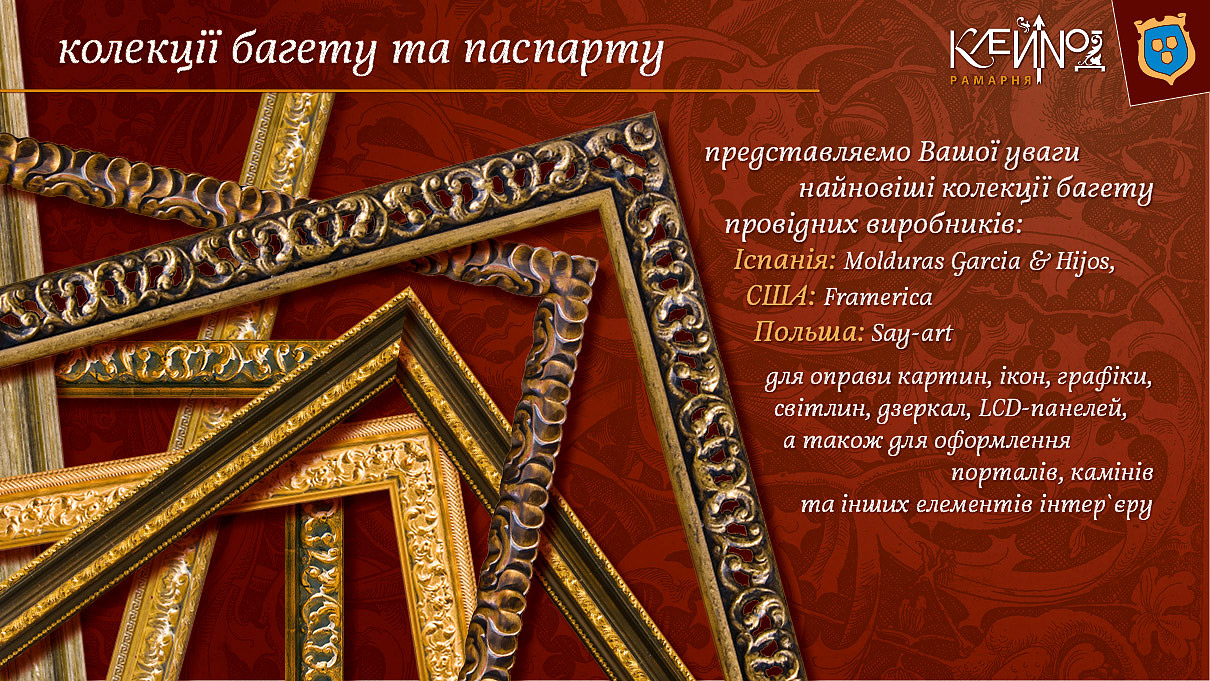 колекції багету та паспарту
КЛЕЙНОД
РАМАРНЯ
представляємо Вашої уваги
найновіші колекції багету
провідних виробників:
Іспанія: Molduras Garcia & Hijos,
США: Framerica
Польша: Say-art
для оправи картин, ікон, графіки,
світлин, дзеркал, LCD-панелей,
а також для оформлення
порталів, камінів
та інших елементів інтер`єру